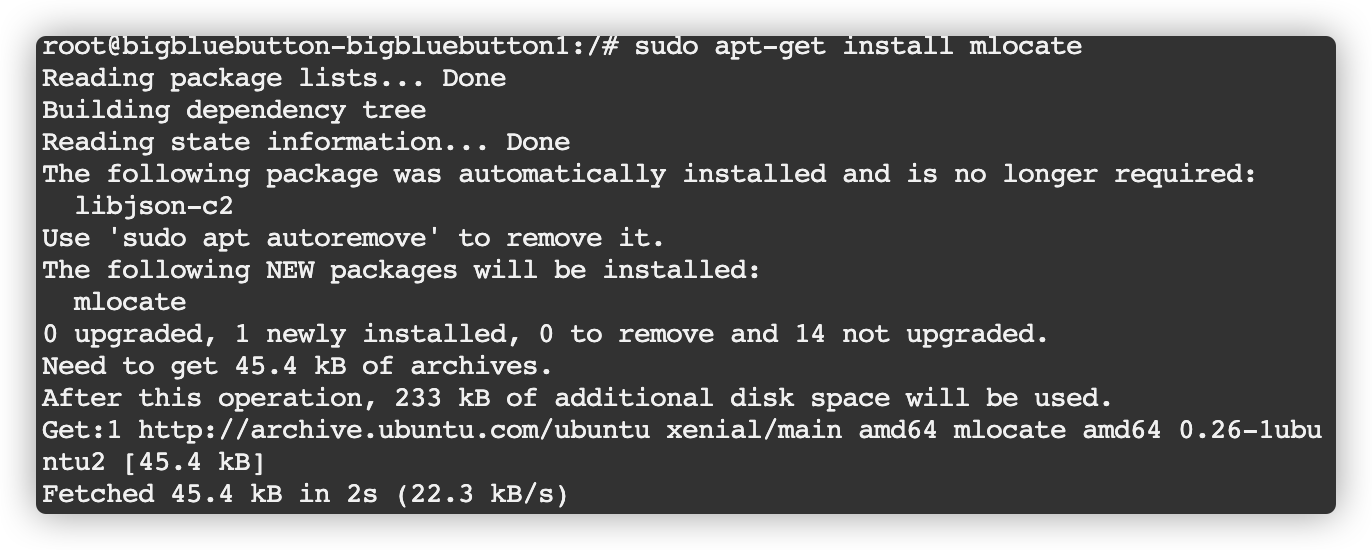 root@bigbluebutton-bigbluebutton1:/# sudo apt-get install mlocate
Reading package lists... Done
Building dependency tree
Reading state information... Done
The following package was automatically installed and is no longer required:
  libjson-c2
Use 'sudo apt autoremove' to remove it.
The following NEW packages will be installed:
  mlocate
0 upgraded, 1 newly installed, 0 to remove and 14 not upgraded.
Need to get 45.4 kB of archives.
After this operation, 233 kB of additional disk space will be used.
Get:1 http://archive.ubuntu.com/ubuntu xenial/main amd64 mlocate amd64 0.26-1ubu
ntu2 [45.4 kB]
Fetched 45.4 kB in 2s (22.3 kB/s)